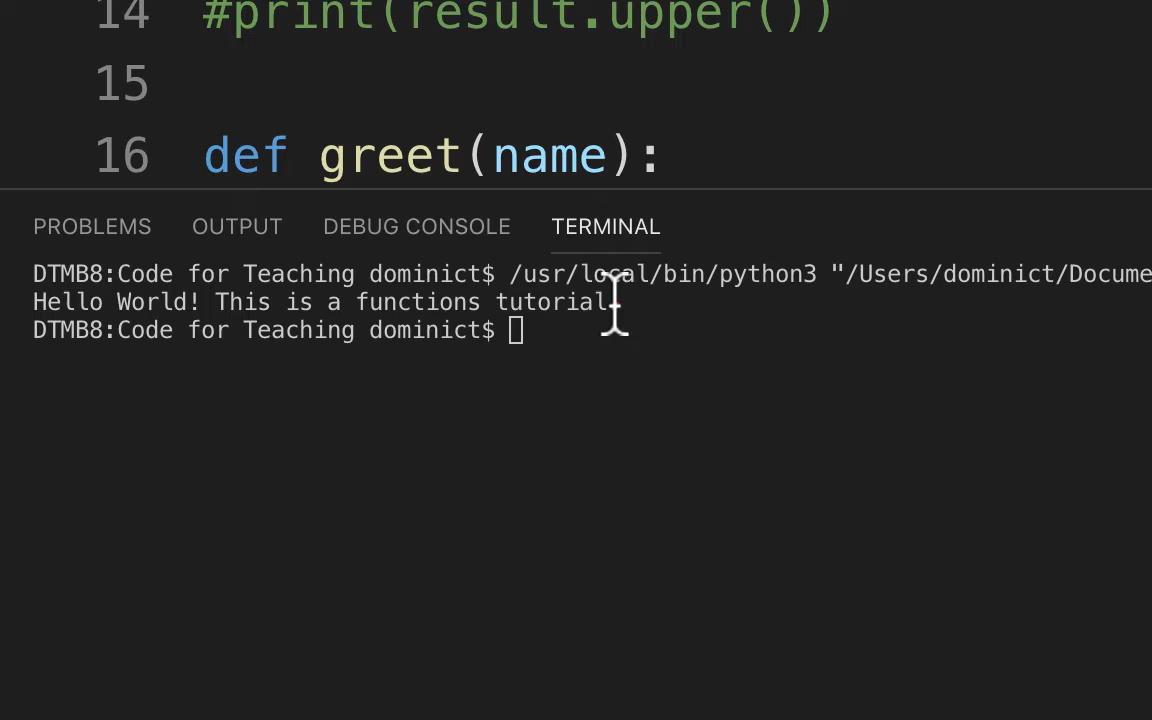 14 #print(result.upper())
15
16 def greet(name):
PROBLEMS OUTPUT DEBUG CONSOLE TERMINAL
DTMB8:Code for Teaching dominict$ /usr/local/bin/python3 "/Users/dominict/Docume
Hello World! This is a functions tutorial
DTMB8:Code for Teaching dominict$